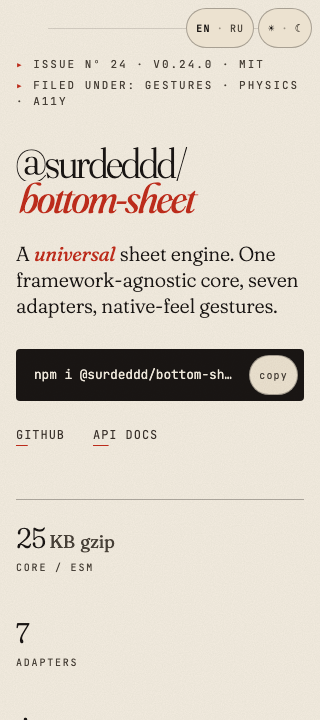 EN · RU
▸ ISSUE N° 24 · V0.24.0 · MIT
▸ FILED UNDER: GESTURES · PHYSICS
· A11Y
@surdeddd/
bottom-sheet
A universal sheet engine. One
framework-agnostic core, seven
adapters, native-feel gestures.
npm i @surdeddd/bottom-sh…
copy
GITHUB
API DOCS
25 KB gzip
CORE / ESM
7
ADAPTERS